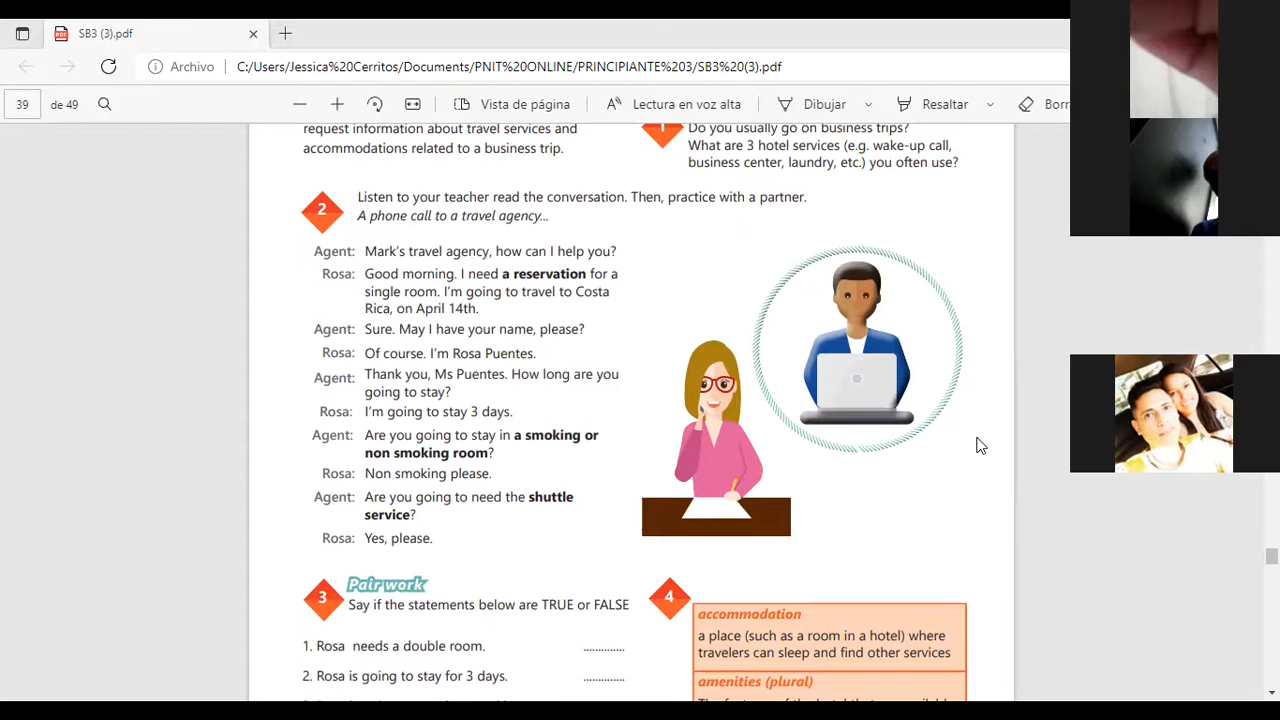 SB3 (3).pdf
Archivo
C:/Users/Jessica%20Cerritos/Documents/PNIT%20ONLINE/PRINCIPIANTE%203/SB3%20(3).pdf
39
de 49
Vista de página
Lectura en voz alta
Dibujar
Resaltar
Borr
request information about travel services and
accommodations related to a business trip.
1
Do you usually go on business trips?
What are 3 hotel services (e.g. wake-up call,
business center, laundry, etc.) you often use?
2
Listen to your teacher read the conversation. Then, practice with a partner.
A phone call to a travel agency...
Agent: Mark's travel agency, how can I help you?
Rosa: Good morning. I need a reservation for a
single room. I'm going to travel to Costa
Rica, on April 14th.
Agent: Sure. May I have your name, please?
Rosa: Of course. I'm Rosa Puentes.
Agent: Thank you, Ms Puentes. How long are you
going to stay?
Rosa: I'm going to stay 3 days.
Agent: Are you going to stay in a smoking or
non smoking room?
Rosa: Non smoking please.
Agent: Are you going to need the shuttle
service?
Rosa: Yes, please.
3
Pair work
Say if the statements below are TRUE or FALSE
1. Rosa needs a double room. ..............
2. Rosa is going to stay for 3 days. ..............
4
accommodation
a place (such as a room in a hotel) where
travelers can sleep and find other services
amenities (plural)